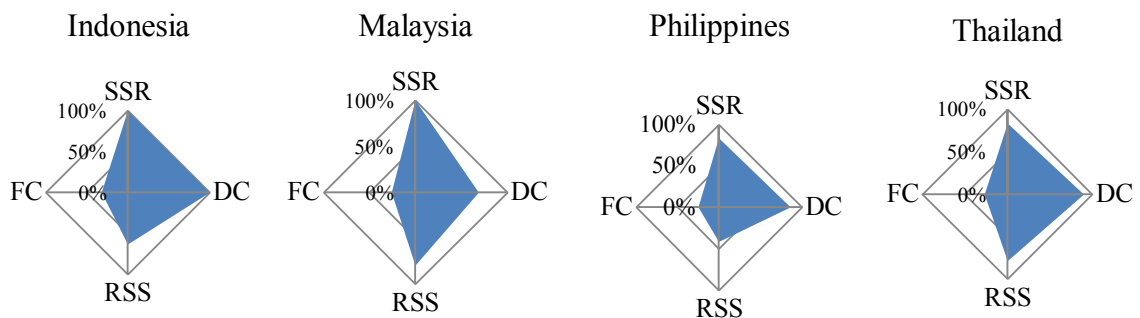 Indonesia
SSR
100%
50%
0%
FC
DC
RSS
Malaysia
SSR
100%
50%
0%
FC
DC
RSS
Philippines
SSR
100%
50%
0%
FC
DC
RSS
Thailand
SSR
100%
50%
0%
FC
DC
RSS